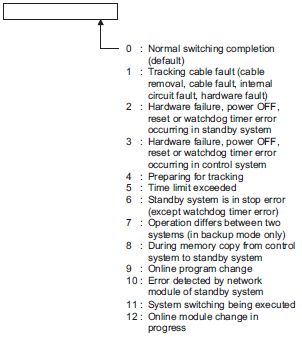 0 : Normal switching completion
(default)
1 : Tracking cable fault (cable
removal, cable fault, internal
circuit fault, hardware fault)
2 : Hardware failure, power OFF,
reset or watchdog timer error
occurring in standby system
3 : Hardware failure, power OFF,
reset or watchdog timer error
occurring in control system
4 : Preparing for tracking
5 : Time limit exceeded
6 : Standby system is in stop error
(except watchdog timer error)
7 : Operation differs between two
systems (in backup mode only)
8 : During memory copy from control
system to standby system
9 : Online program change
10 : Error detected by network
module of standby system
11 : System switching being executed
12 : Online module change in
progress